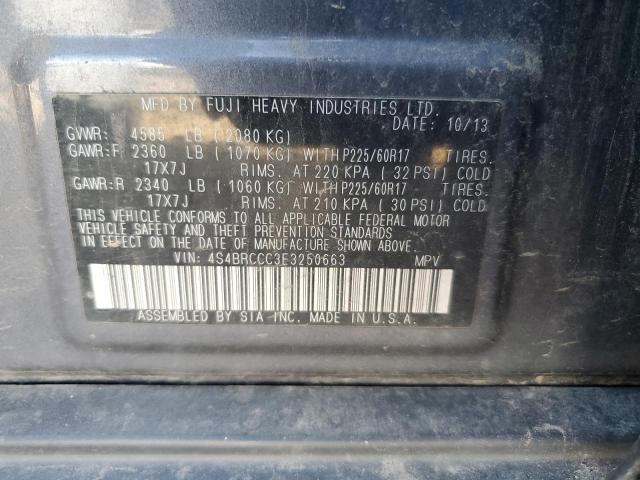 MFD BY FUJI HEAVY INDUSTRIES,LTD.
DATE: 10/13
GVWR: 4585 LB ( 2080 KG)
GAWR:F 2360 LB ( 1070 KG) WITH P225/60R17 TIRES.
17X7J RIMS. AT 220 KPA ( 32 PSI) COLD
GAWR:R 2340 LB ( 1060 KG) WITH P225/60R17 TIRES.
17X7J RIMS. AT 210 KPA ( 30 PSI) COLD
THIS VEHICLE CONFORMS TO ALL APPLICABLE FEDERAL MOTOR
VEHICLE SAFETY AND THEFT PREVENTION STANDARDS
IN EFFECT ON THE DATE OF MANUFACTURE SHOWN ABOVE.
VIN: 4S4BRCCC3E3250663 MPV
ASSEMBLED BY SIA INC. MADE IN U.S.A.